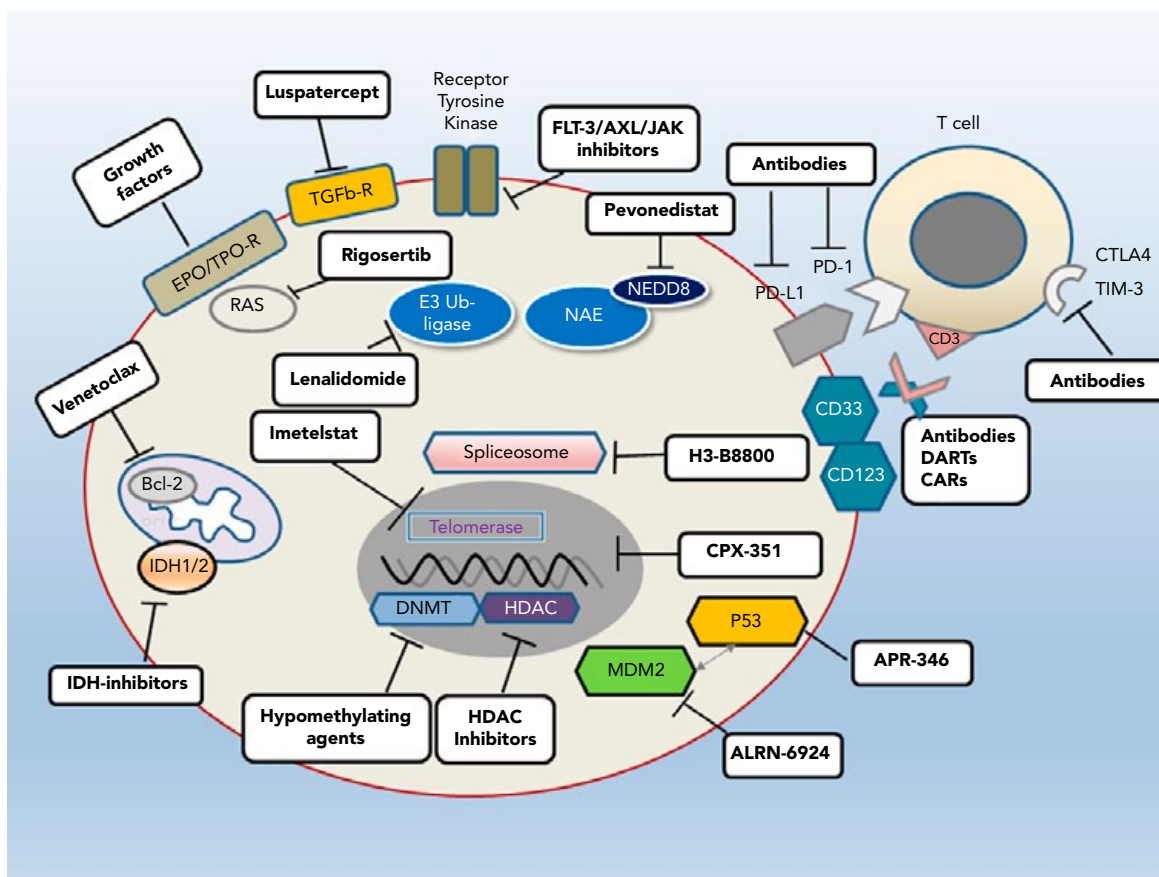 Luspatercept
Receptor
Tyrosine
Kinase
FLT-3/AXL/JAK
inhibitors
T cell
Antibodies
Growth
factors
TGFb-R
Pevonedistat
EPO/TPO-R
Rigosertib
PD-1
CTLA4
TIM-3
RAS
E3 Ub-
ligase
NAE
NEDD8
PD-L1
CD3
Lenalidomide
Antibodies
Venetoclax
Imetelstat
CD33
Antibodies
DARTs
CARs
Spliceosome
H3-B8800
CD123
Bcl-2
Telomerase
CPX-351
IDH1/2
DNMT
HDAC
P53
MDM2
APR-346
IDH-inhibitors
Hypomethylating
agents
HDAC
Inhibitors
ALRN-6924